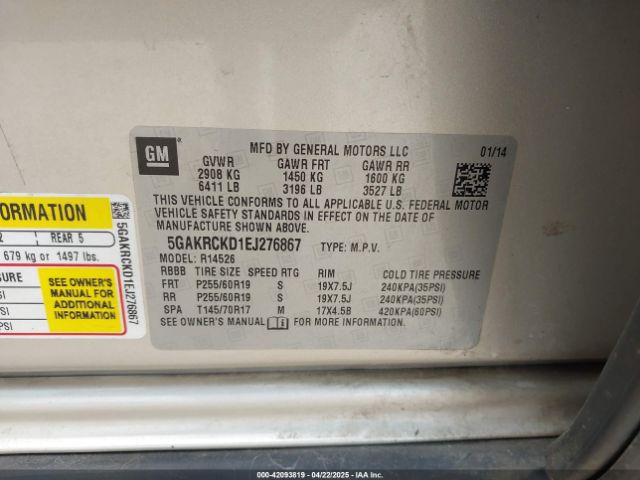 GM
MFD BY GENERAL MOTORS LLC 01/14
GVWR GAWR FRT GAWR RR
2908 KG 1450 KG 1600 KG
6411 LB 3196 LB 3527 LB
THIS VEHICLE CONFORMS TO ALL APPLICABLE U.S. FEDERAL MOTOR
VEHICLE SAFETY STANDARDS IN EFFECT ON THE DATE OF
MANUFACTURE SHOWN ABOVE.
5GAKRCKD1EJ276867 TYPE: M.P.V.
MODEL: R14526
RBBB TIRE SIZE SPEED RTG RIM COLD TIRE PRESSURE
FRT P255/60R19 S 19X7.5J 240KPA(35PSI)
RR P255/60R19 S 19X7.5J 240KPA(35PSI)
SPA T145/70R17 M 17X4.5B 420KPA(60PSI)
SEE OWNER'S MANUAL FOR MORE INFORMATION.
FORMATION
2 REAR 5
679 kg or 1497 lbs.
SURE
SEE OWNER'S
MANUAL FOR
ADDITIONAL
INFORMATION
PSI)
5GAKRCKD1EJ276867
000-42093819 04/22/2025 IAA